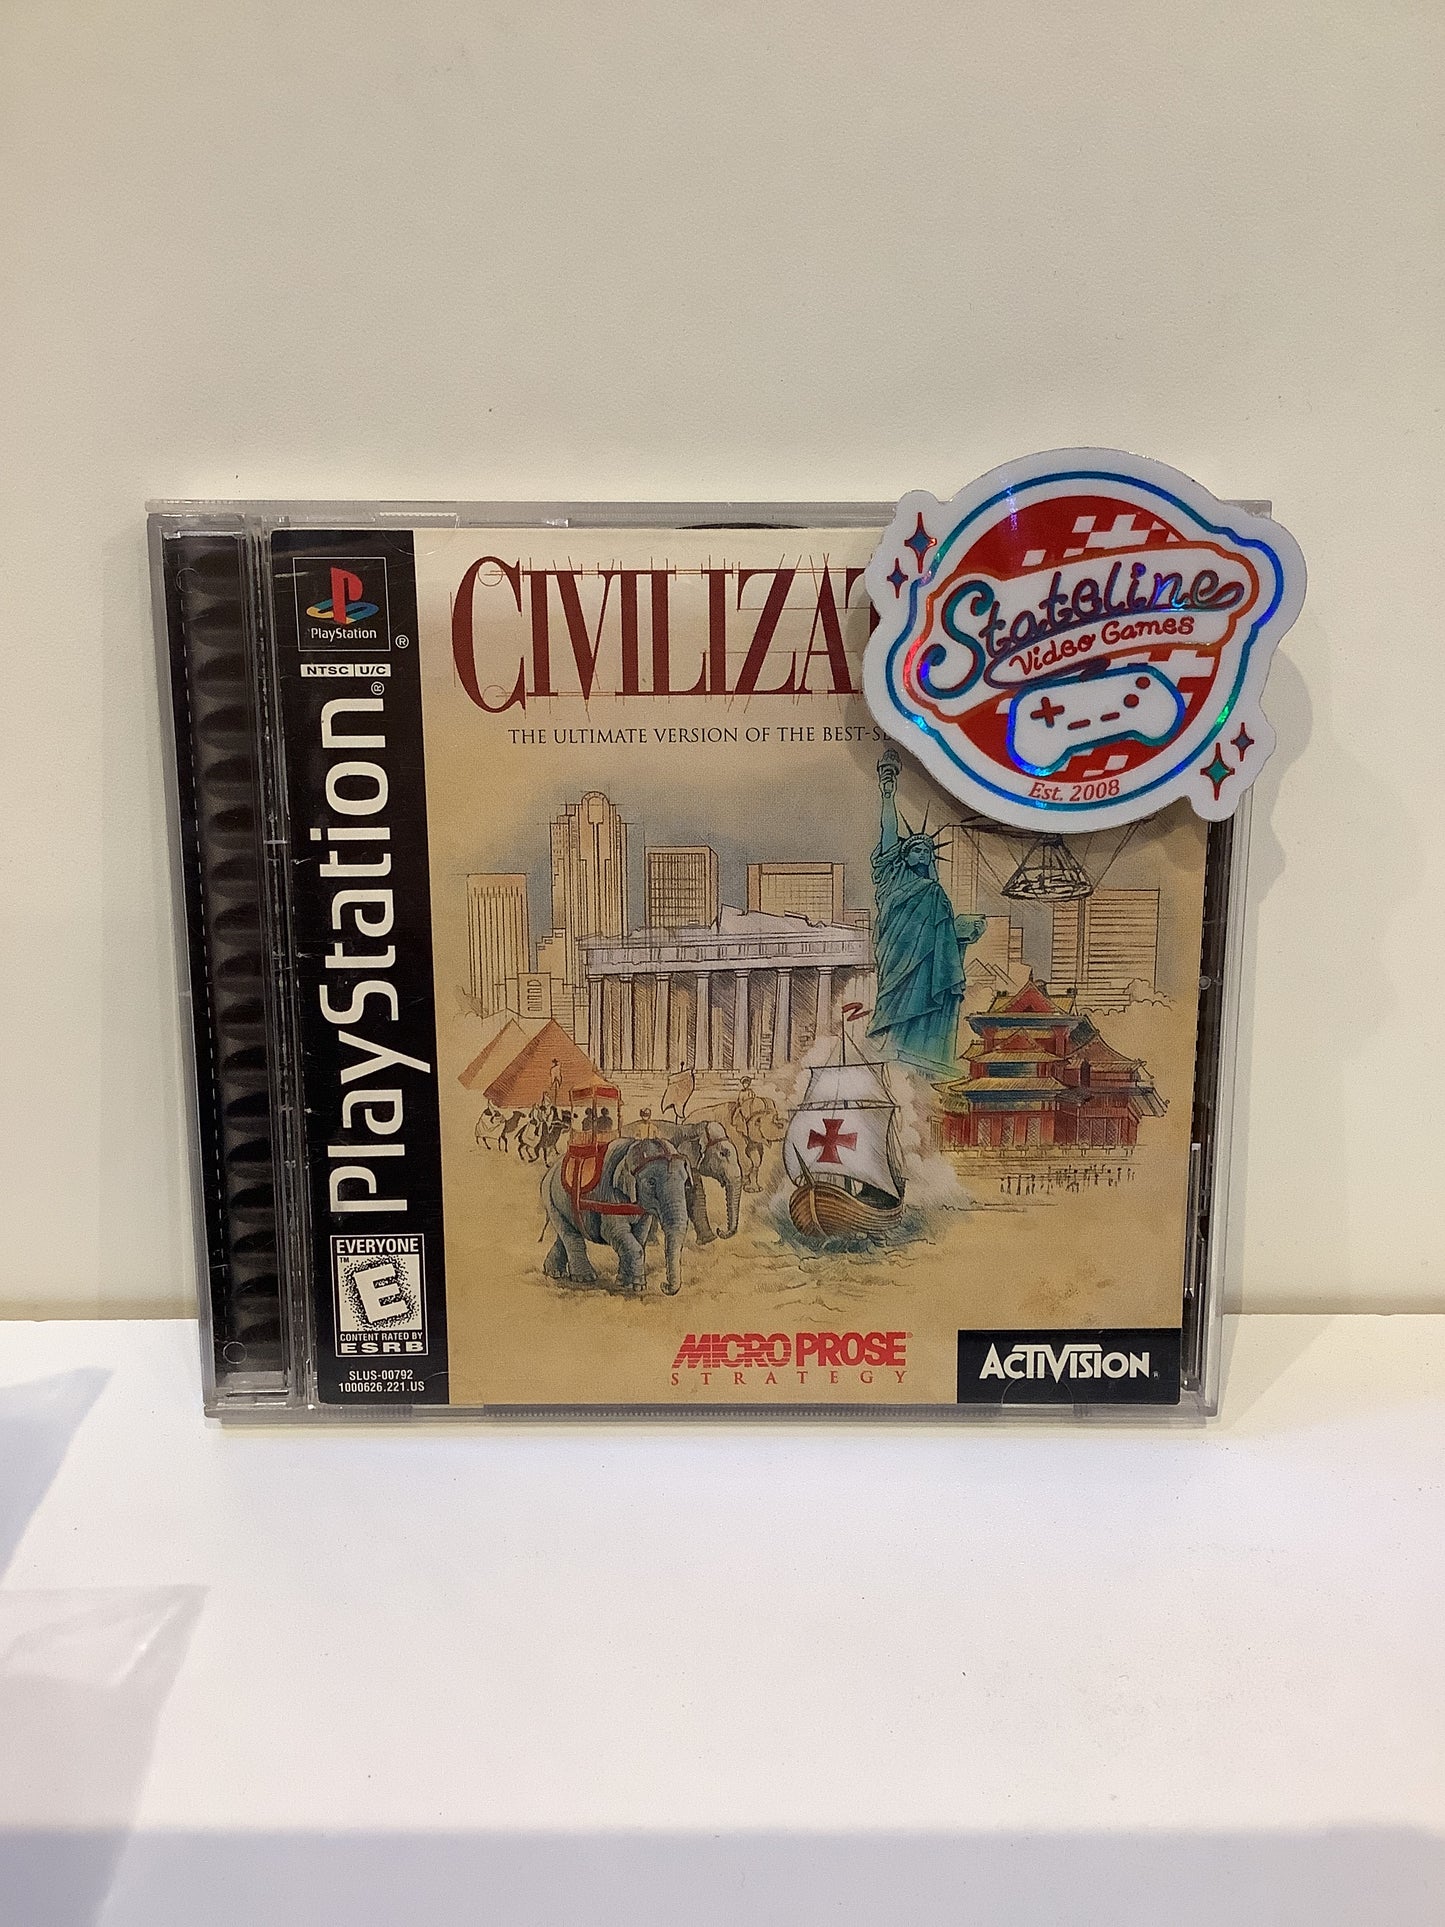 PlayStation
®
NTSC U/C
PlayStation®
EVERYONE
™
E
CONTENT RATED BY
ESRB
SLUS-00792
1000626.221.US
CIVILIZAT
THE ULTIMATE VERSION OF THE BEST-SE
MICROPROSE®
STRATEGY
ACTIVISION®
Stateline
Video Games
Est. 2008